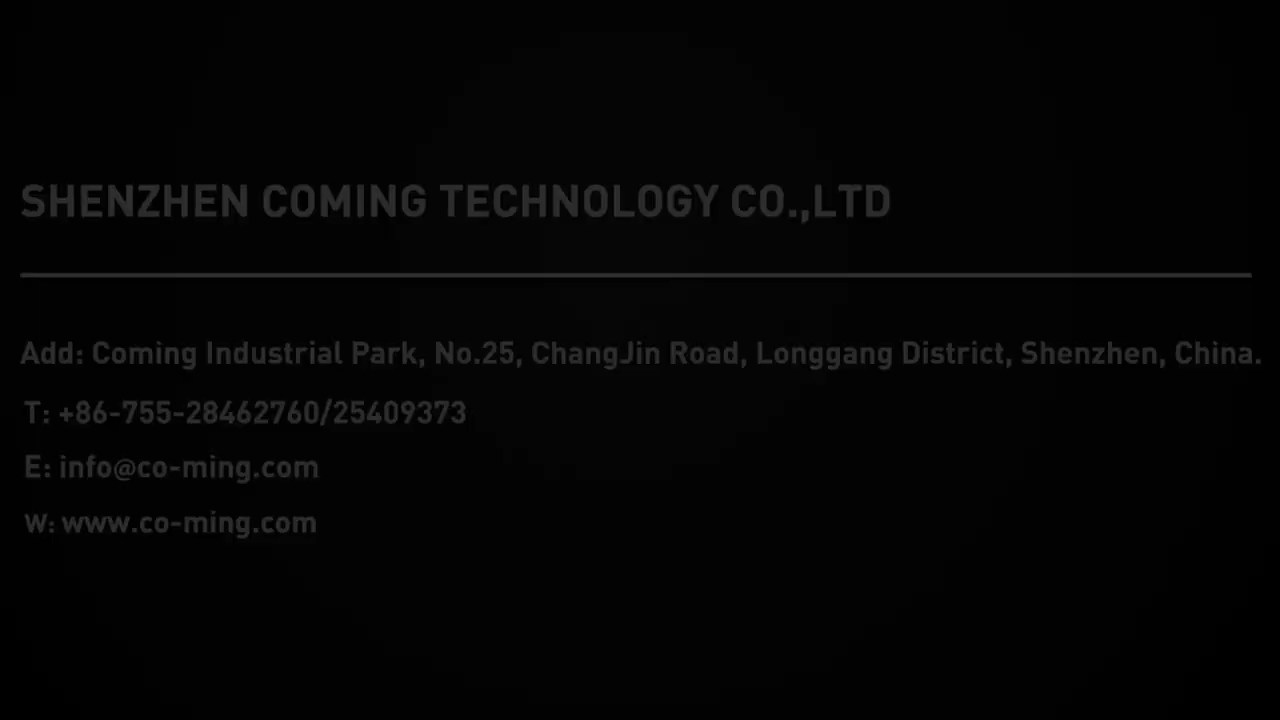 SHENZHEN COMING TECHNOLOGY CO.,LTD
Add: Coming Industrial Park, No.25, ChangJin Road, Longgang District, Shenzhen, China.
T: +86-755-28462760/25409373
E: info@co-ming.com
W: www.co-ming.com